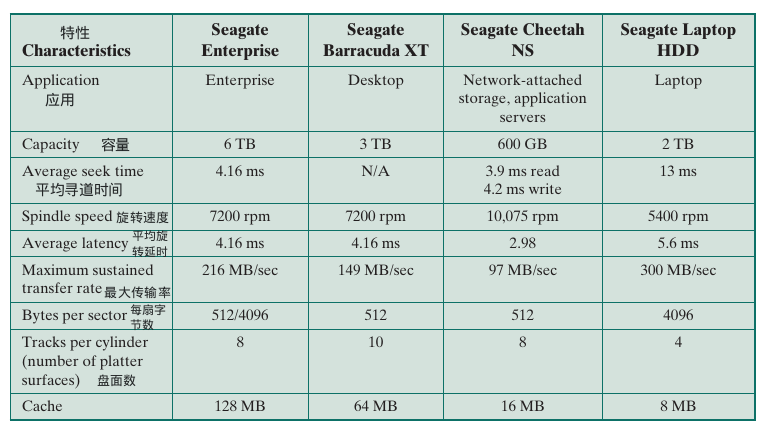 特性
Characteristics
Seagate
Enterprise
Seagate
Barracuda XT
Seagate Cheetah
NS
Seagate Laptop
HDD
Application
应用
Enterprise
Desktop
Network-attached
storage, application
servers
Laptop
Capacity 容量
6 TB
3 TB
600 GB
2 TB
Average seek time
平均寻道时间
4.16 ms
N/A
3.9 ms read
4.2 ms write
13 ms
Spindle speed 旋转速度
7200 rpm
7200 rpm
10,075 rpm
5400 rpm
Average latency 平均旋
转延时
4.16 ms
4.16 ms
2.98
5.6 ms
Maximum sustained
transfer rate 最大传输率
216 MB/sec
149 MB/sec
97 MB/sec
300 MB/sec
Bytes per sector 每扇字
节数
512/4096
512
512
4096
Tracks per cylinder
(number of platter
surfaces) 盘面数
8
10
8
4
Cache
128 MB
64 MB
16 MB
8 MB